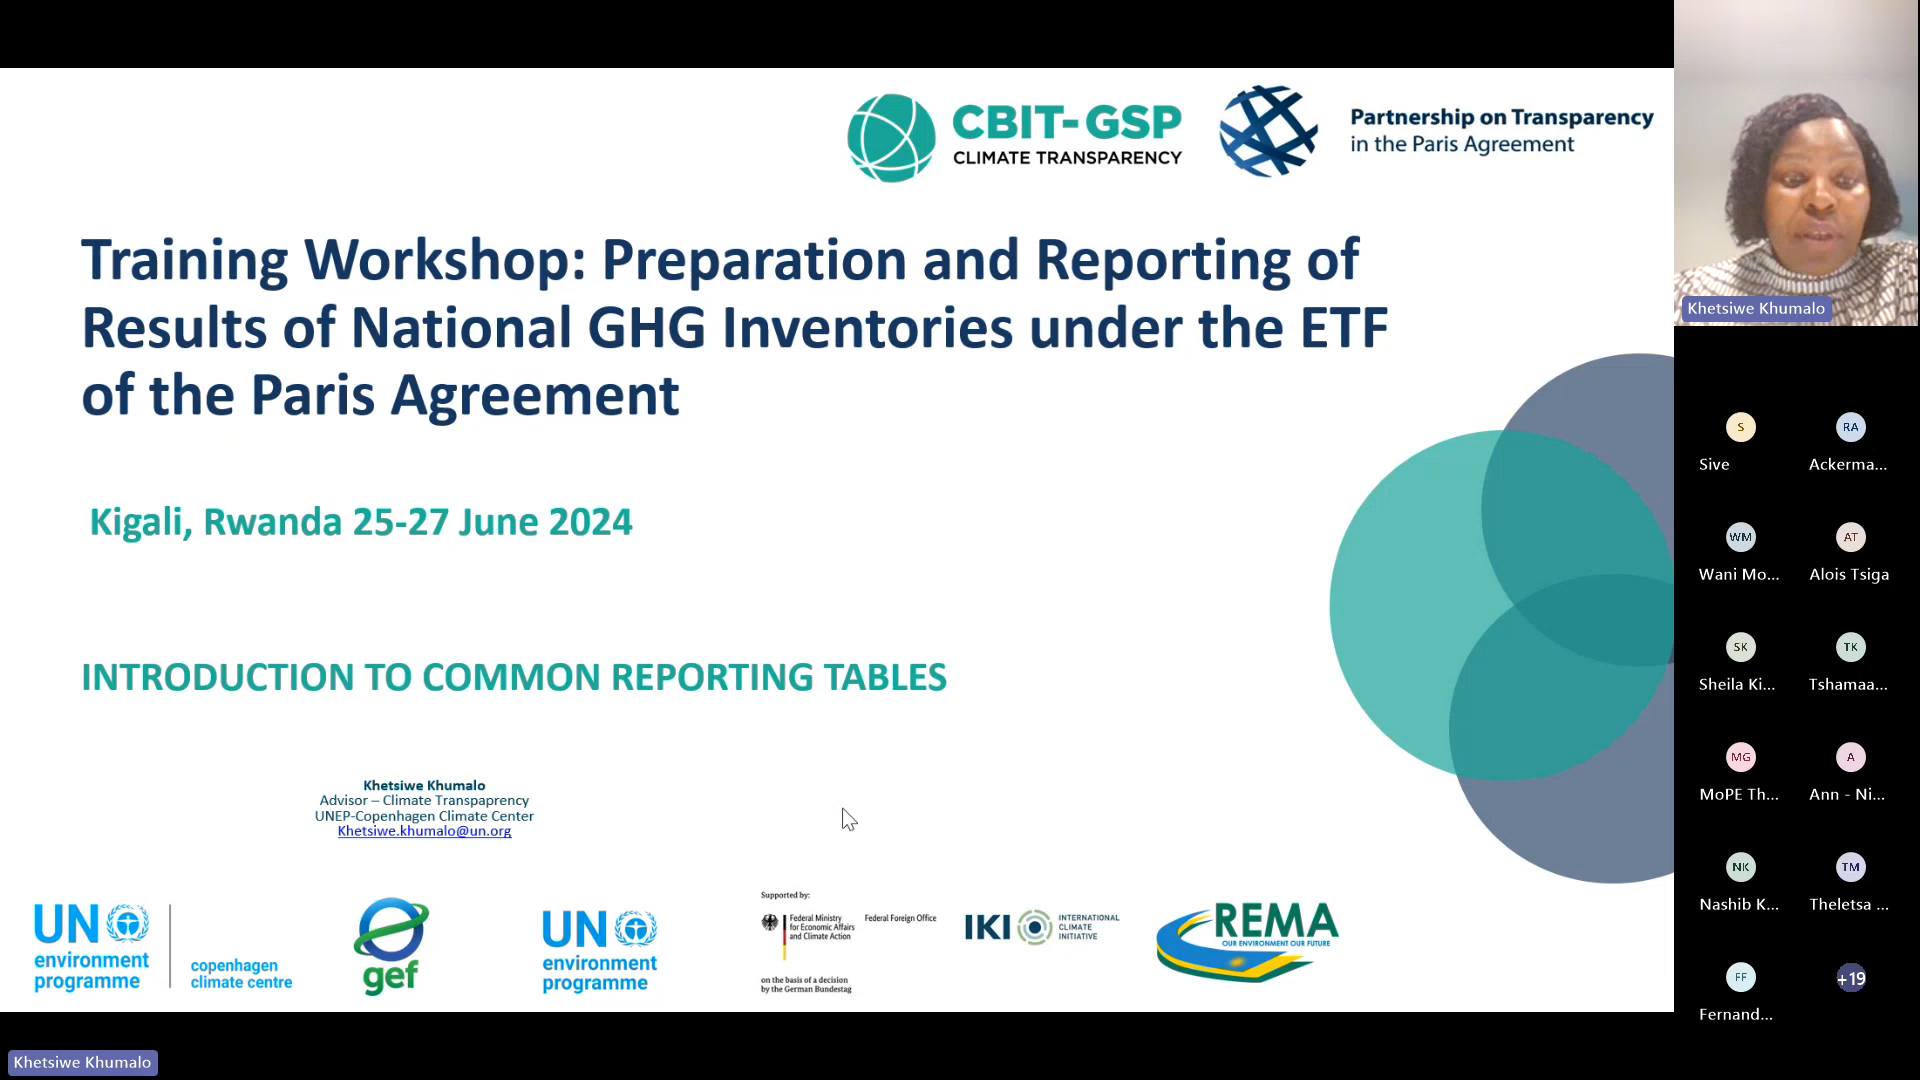 CBIT-GSP
CLIMATE TRANSPARENCY
Partnership on Transparency
in the Paris Agreement
Training Workshop: Preparation and Reporting of
Results of National GHG Inventories under the ETF
of the Paris Agreement
Kigali, Rwanda 25-27 June 2024
INTRODUCTION TO COMMON REPORTING TABLES
Khetsiwe Khumalo
Advisor – Climate Transpaprency
UNEP-Copenhagen Climate Center
Khetsiwe.khumalo@un.org
UN
environment
programme
copenhagen
climate centre
gef
UN
environment
programme
Supported by:
Federal Ministry
for Economic Affairs
and Climate Action
Federal Foreign Office
on the basis of a decision
by the German Bundestag
IKI
INTERNATIONAL
CLIMATE
INITIATIVE
REMA
OUR ENVIRONMENT OUR FUTURE
Khetsiwe Khumalo
S
Sive
RA
Ackerma...
WM
Wani Mo...
AT
Alois Tsiga
SK
Sheila Ki...
TK
Tshamaa...
MG
MoPE Th...
A
Ann - Ni...
NK
Nashib K...
TM
Theletsa ...
FF
Fernand...
+19
Khetsiwe Khumalo